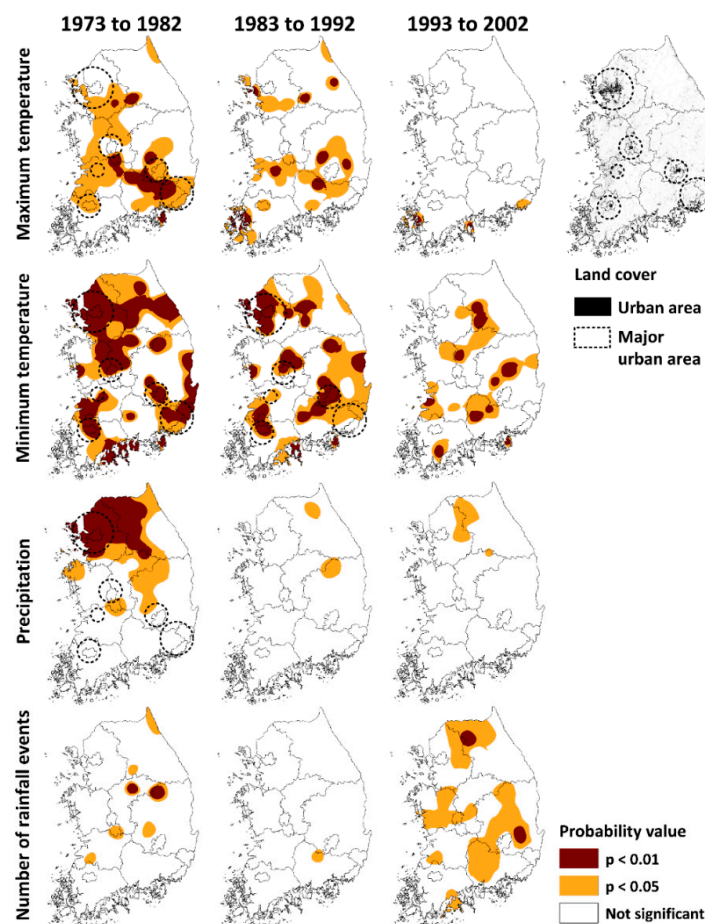 1973 to 1982
1983 to 1992
1993 to 2002
Maximum temperature
Land cover
Urban area
Major
urban area
Minimum temperature
Precipitation
Number of rainfall events
Probability value
p < 0.01
p < 0.05
Not significant